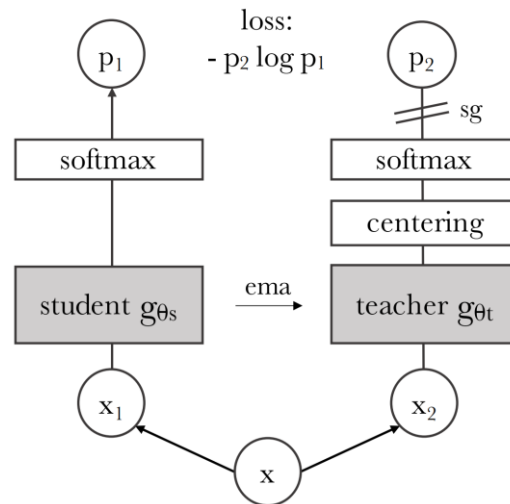 loss:
- p₂ log p₁
p₁
p₂
sg
softmax
softmax
centering
student gθs
ema
teacher gθt
x₁
x₂
x